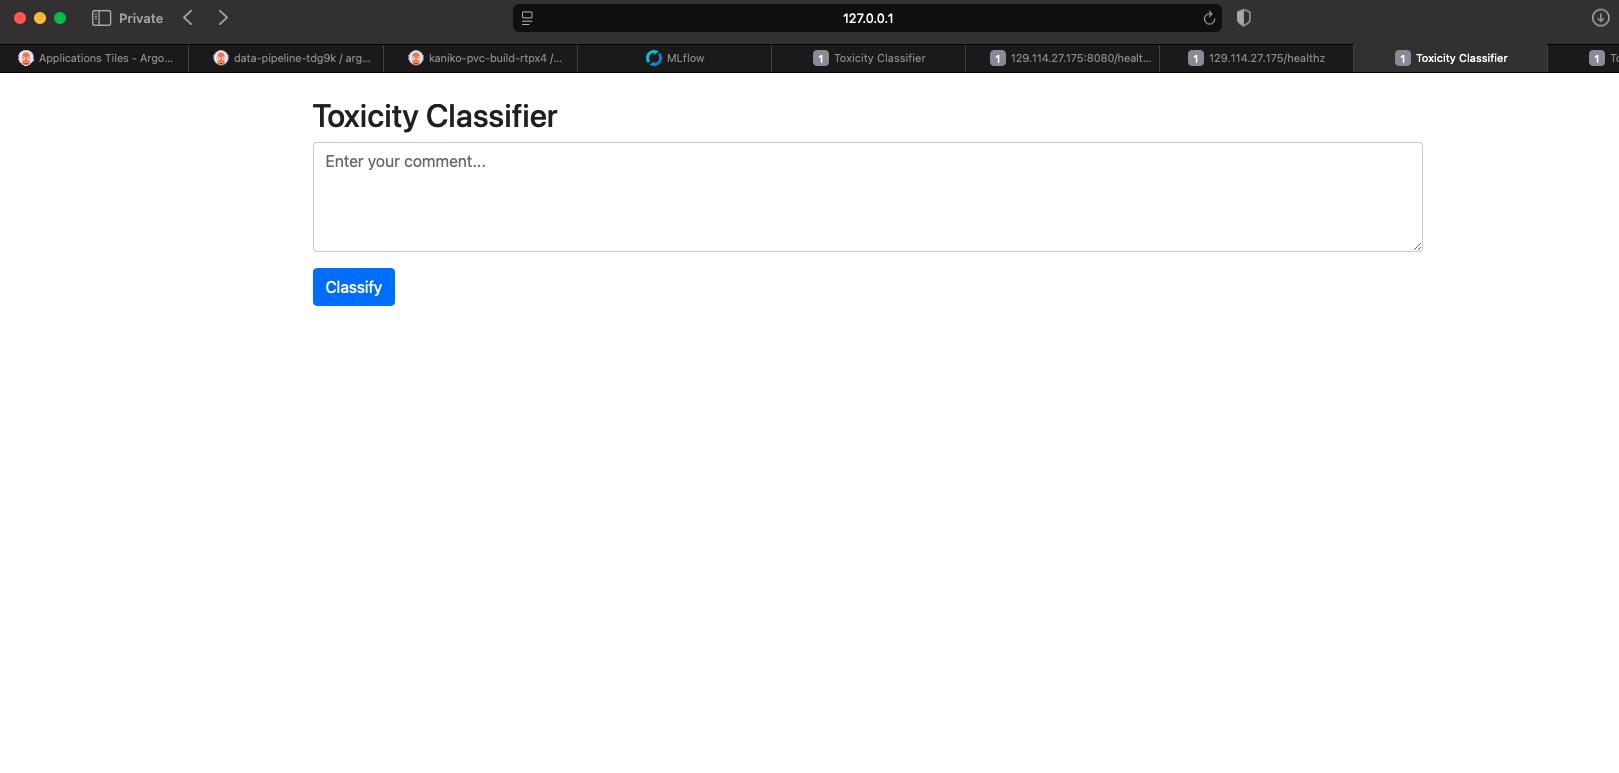 Private
127.0.0.1
Applications Tiles - Argo...
data-pipeline-tdg9k / arg...
kaniko-pvc-build-rtpx4 /...
MLflow
1 Toxicity Classifier
1 129.114.27.175:8080/healt...
1 129.114.27.175/healthz
1 Toxicity Classifier
1
Toxicity Classifier
Enter your comment...
Classify